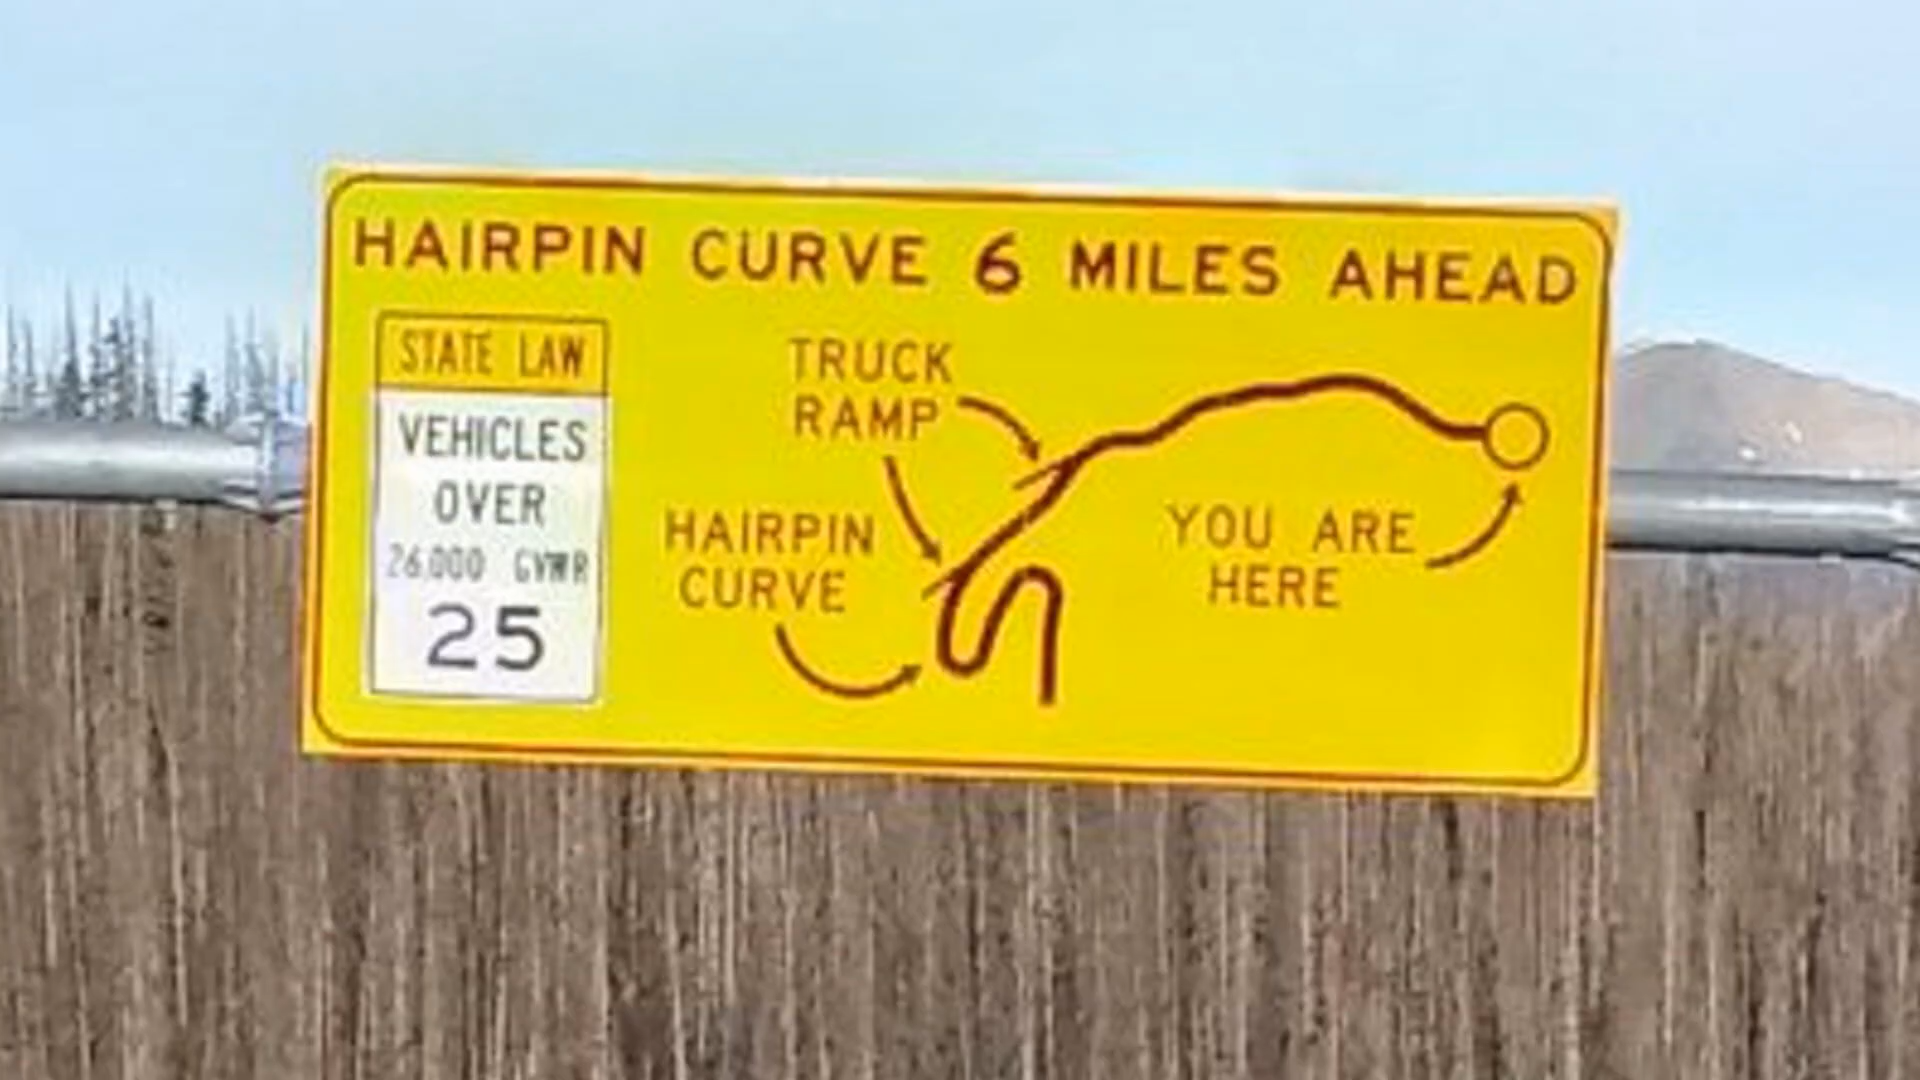 HAIRPIN CURVE 6 MILES AHEAD
STATE LAW
VEHICLES
OVER
26,000 GVWR
25
TRUCK
RAMP
HAIRPIN
CURVE
YOU ARE
HERE